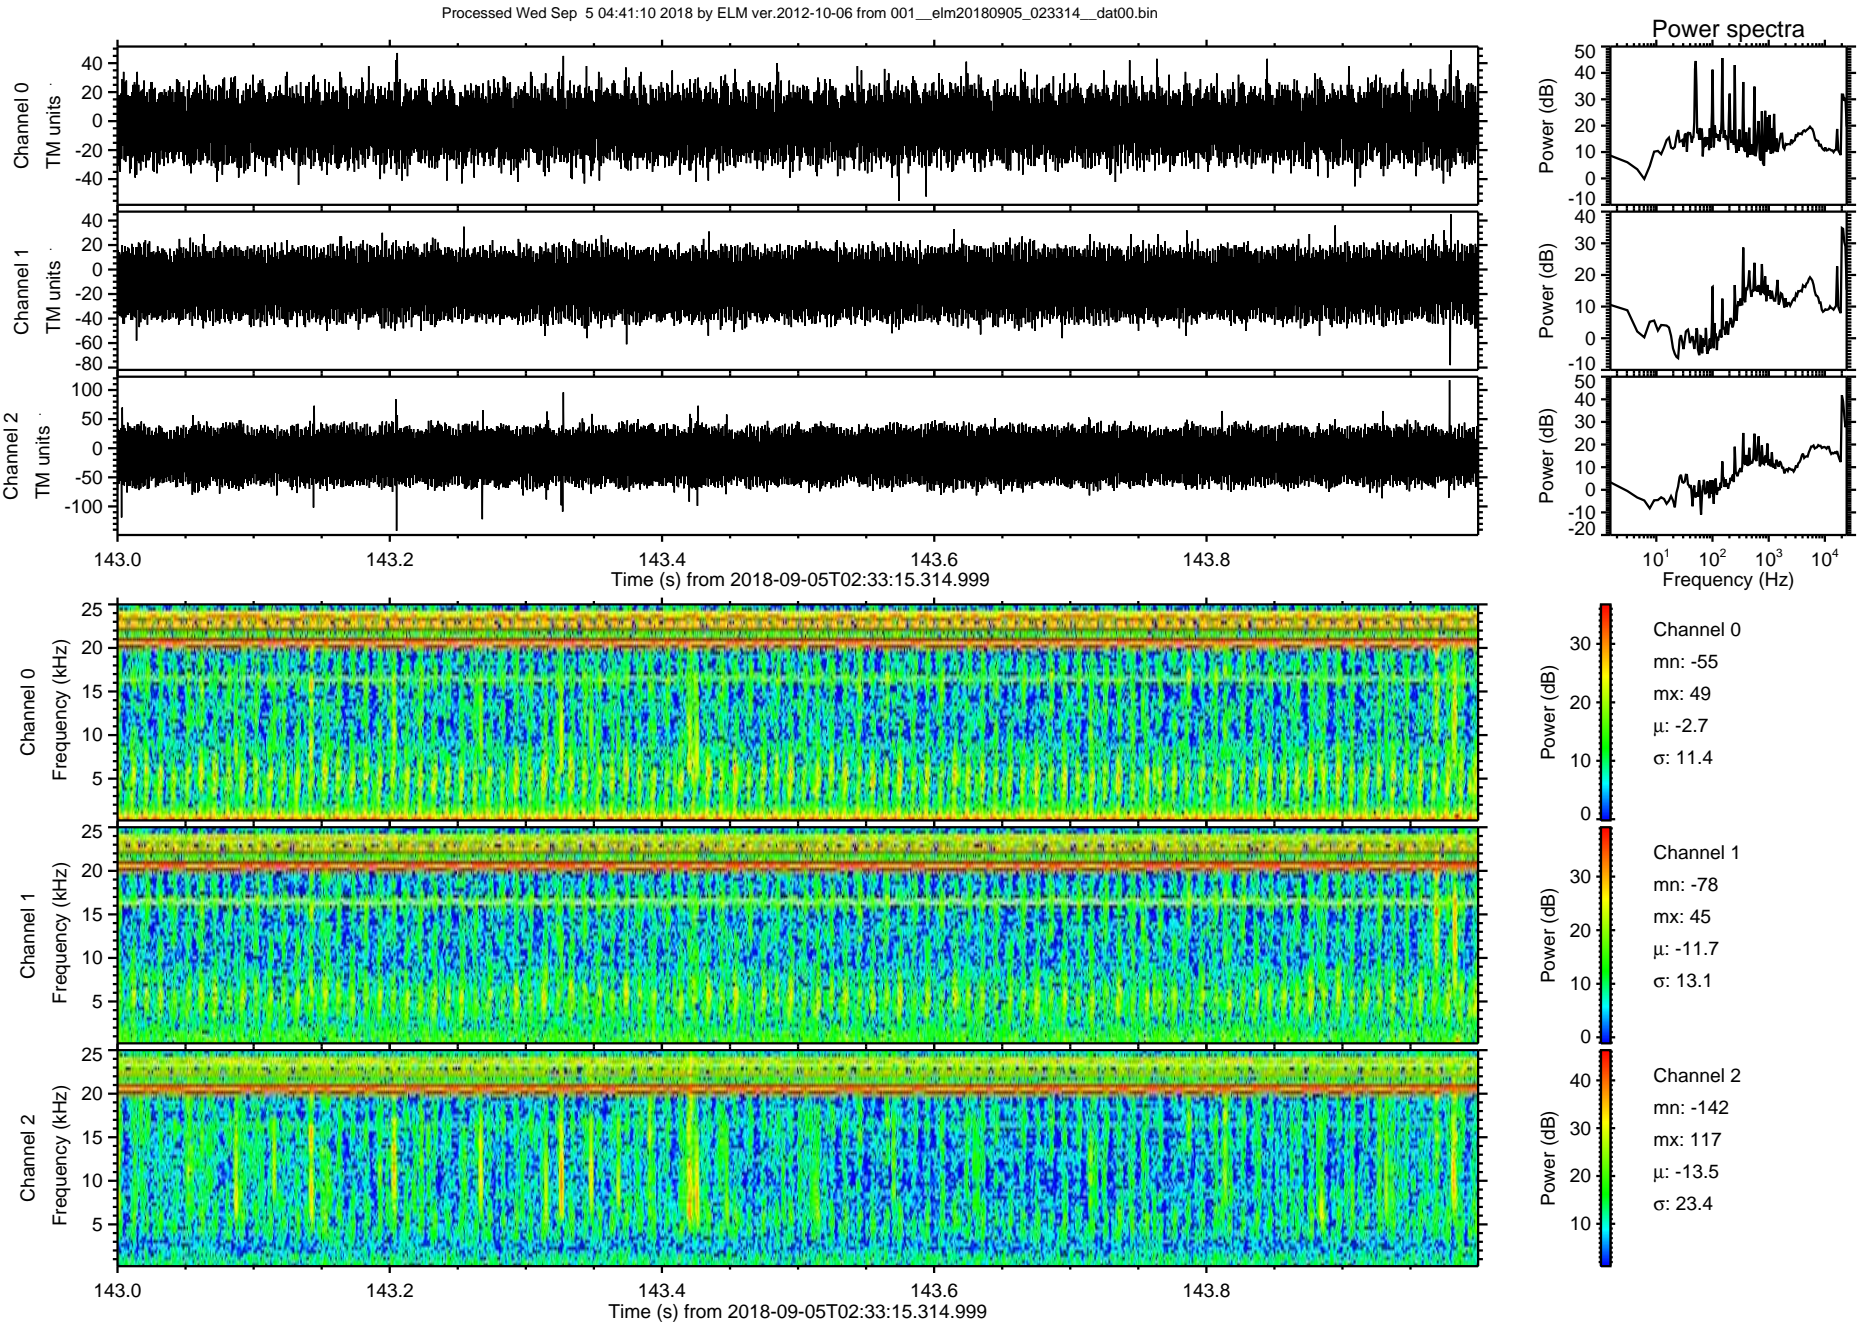 Processed Wed Sep  5 04:41:10 2018 by ELM ver.2012-10-06 from 001__elm20180905_023314__dat00.bin
Power spectra
Channel 0
TM units
40
20
0
-20
-40
Power (dB)
50
40
30
20
10
0
-10
Channel 1
TM units
40
20
0
-20
-40
-60
-80
Power (dB)
40
30
20
10
0
-10
Channel 2
TM units
100
50
0
-50
-100
Power (dB)
50
40
30
20
10
0
-10
-20
143.0 143.2 143.4 143.6 143.8
Time (s) from 2018-09-05T02:33:15.314.999
10^1 10^2 10^3 10^4
Frequency (Hz)
Channel 0
Frequency (kHz)
25
20
15
10
5
Power (dB)
30
20
10
0
Channel 0
mn: -55
mx: 49
μ: -2.7
σ: 11.4
Channel 1
Frequency (kHz)
25
20
15
10
5
Power (dB)
30
20
10
0
Channel 1
mn: -78
mx: 45
μ: -11.7
σ: 13.1
Channel 2
Frequency (kHz)
25
20
15
10
5
Power (dB)
40
30
20
10
Channel 2
mn: -142
mx: 117
μ: -13.5
σ: 23.4
143.0 143.2 143.4 143.6 143.8
Time (s) from 2018-09-05T02:33:15.314.999